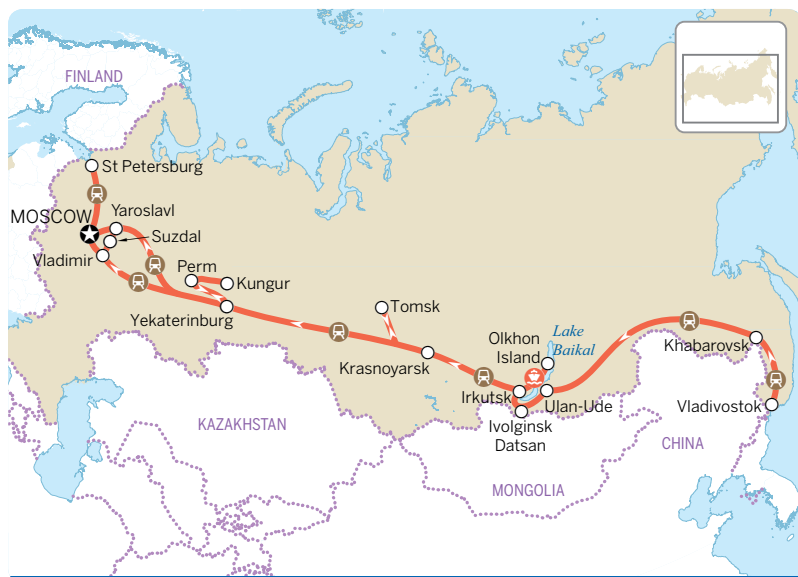 FINLAND
St Petersburg
MOSCOW
Yaroslavl
Suzdal
Vladimir
Perm
Kungur
Yekaterinburg
Tomsk
Krasnoyarsk
Olkhon
Island
Lake
Baikal
Irkutsk
Ulan-Ude
Ivolginsk
Datsan
Khabarovsk
Vladivostok
KAZAKHSTAN
CHINA
MONGOLIA